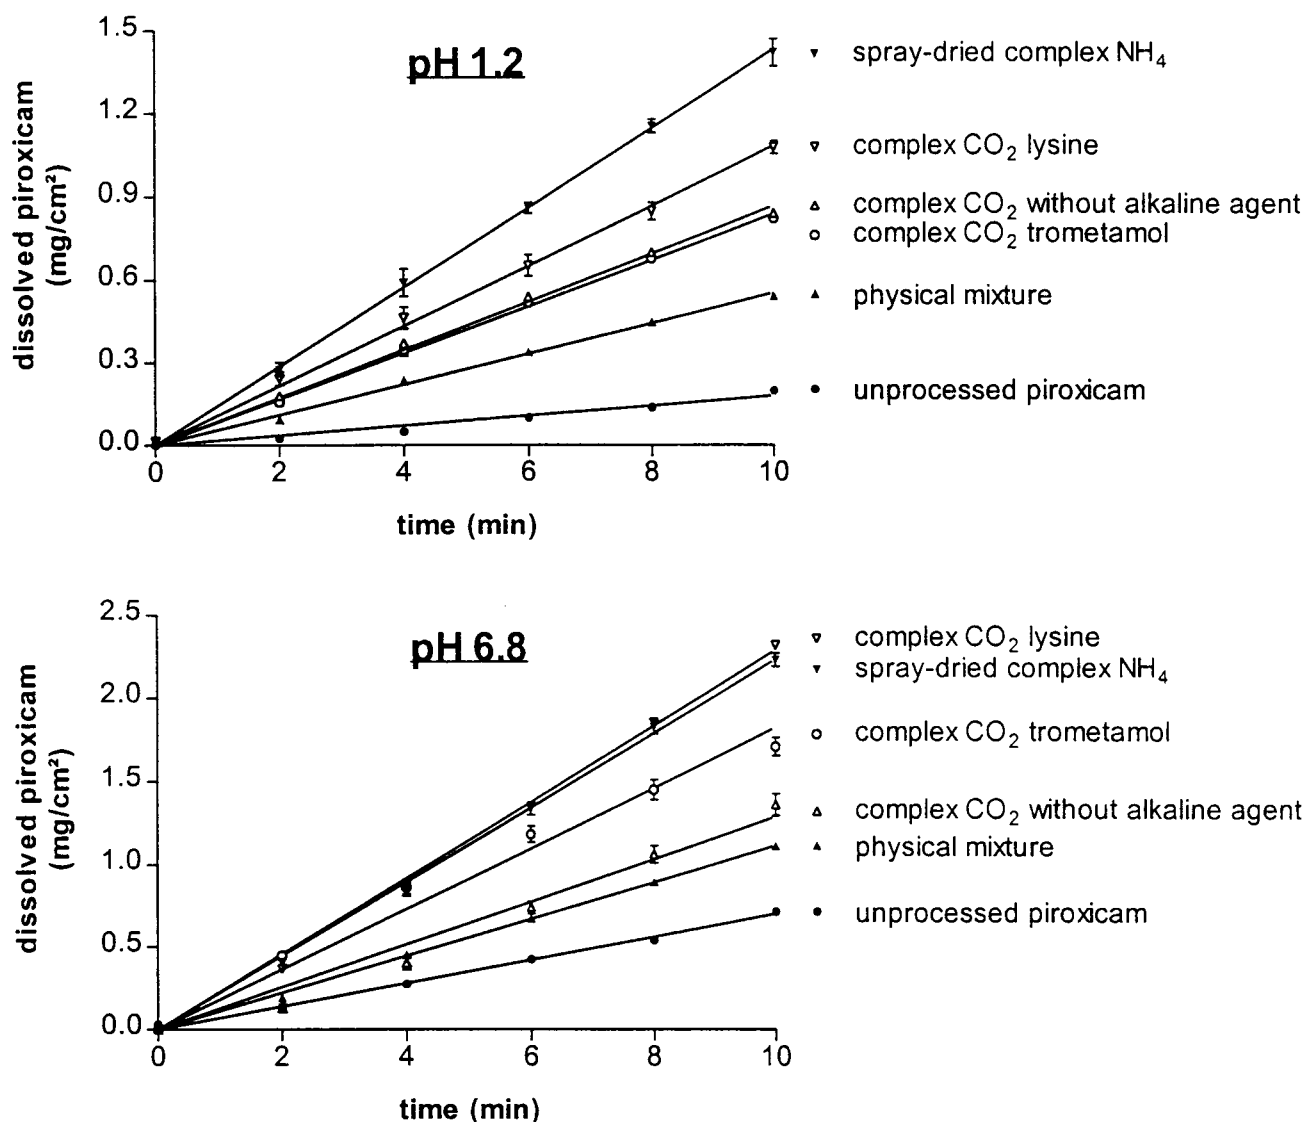 pH 1.2
dissolved piroxicam
(mg/cm²)
1.5
1.2
0.9
0.6
0.3
0.0
0 2 4 6 8 10
time (min)
spray-dried complex NH₄
complex CO₂ lysine
complex CO₂ without alkaline agent
complex CO₂ trometamol
physical mixture
unprocessed piroxicam
pH 6.8
dissolved piroxicam
(mg/cm²)
2.5
2.0
1.5
1.0
0.5
0.0
0 2 4 6 8 10
time (min)
complex CO₂ lysine
spray-dried complex NH₄
complex CO₂ trometamol
complex CO₂ without alkaline agent
physical mixture
unprocessed piroxicam